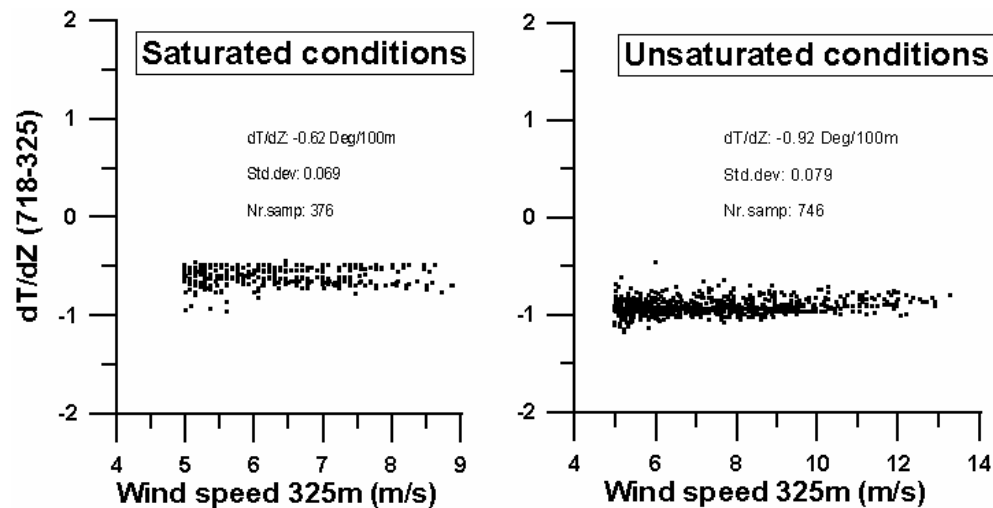 Saturated conditions
dT/dZ: -0.62 Deg/100m
Std.dev: 0.069
Nr.samp: 376
dT/dZ (718-325)
2
1
0
-1
-2
4 5 6 7 8 9
Wind speed 325m (m/s)
Unsaturated conditions
dT/dZ: -0.92 Deg/100m
Std.dev: 0.079
Nr.samp: 746
2
1
0
-1
-2
4 6 8 10 12 14
Wind speed 325m (m/s)